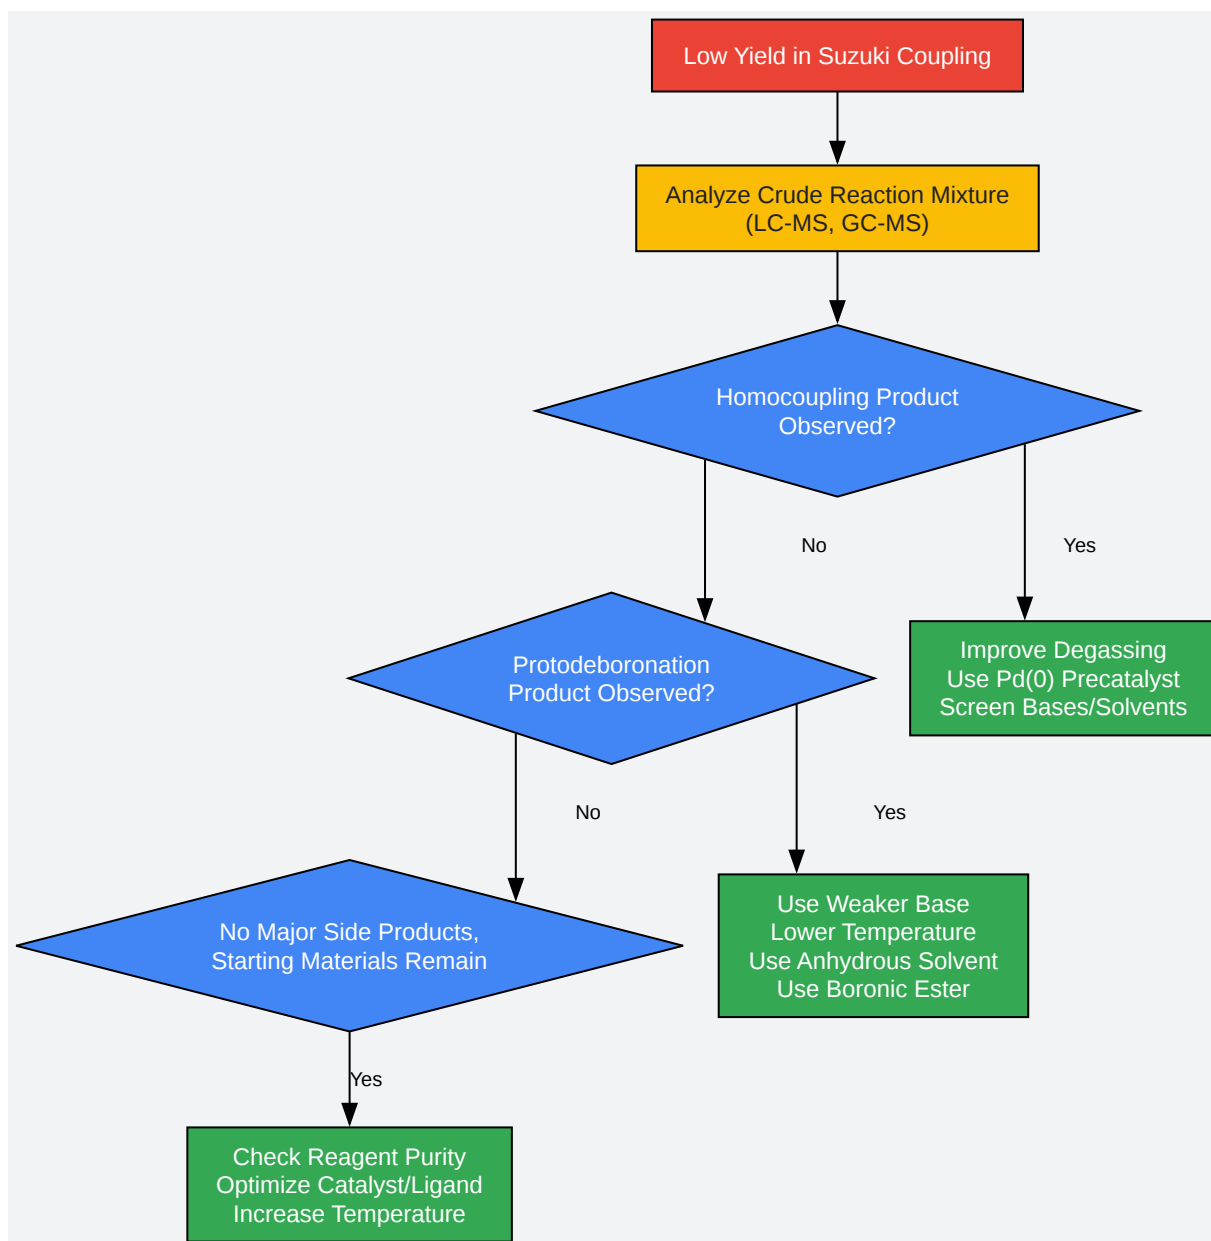 Low Yield in Suzuki Coupling
Analyze Crude Reaction Mixture
(LC-MS, GC-MS)
Homocoupling Product
Observed?
No
Yes
Improve Degassing
Use Pd(0) Precatalyst
Screen Bases/Solvents
Protodeboronation
Product Observed?
No
Yes
Use Weaker Base
Lower Temperature
Use Anhydrous Solvent
Use Boronic Ester
No Major Side Products,
Starting Materials Remain
Yes
Check Reagent Purity
Optimize Catalyst/Ligand
Increase Temperature